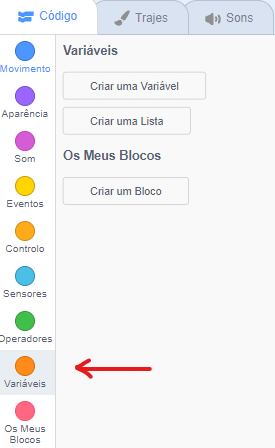 Código
Trajes
Sons
Movimento
Aparência
Som
Eventos
Controlo
Sensores
Operadores
Variáveis
Os Meus
Blocos
Variáveis
Criar uma Variável
Criar uma Lista
Os Meus Blocos
Criar um Bloco